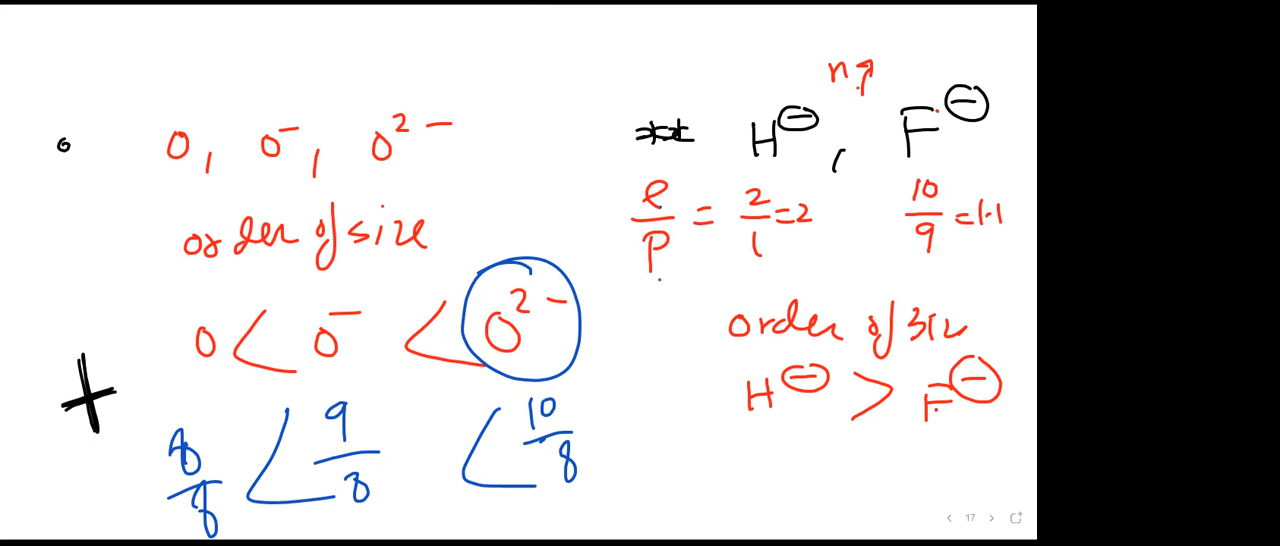 O, O⁻, O²⁻
order of size
O < O⁻ < O²⁻
8/8 < 9/8 < 10/8
n↑
** H⊖, F⊖
e/P = 2/1 = 2 10/9 = 1.1
order of size
H⊖ > F⊖
< 17 >